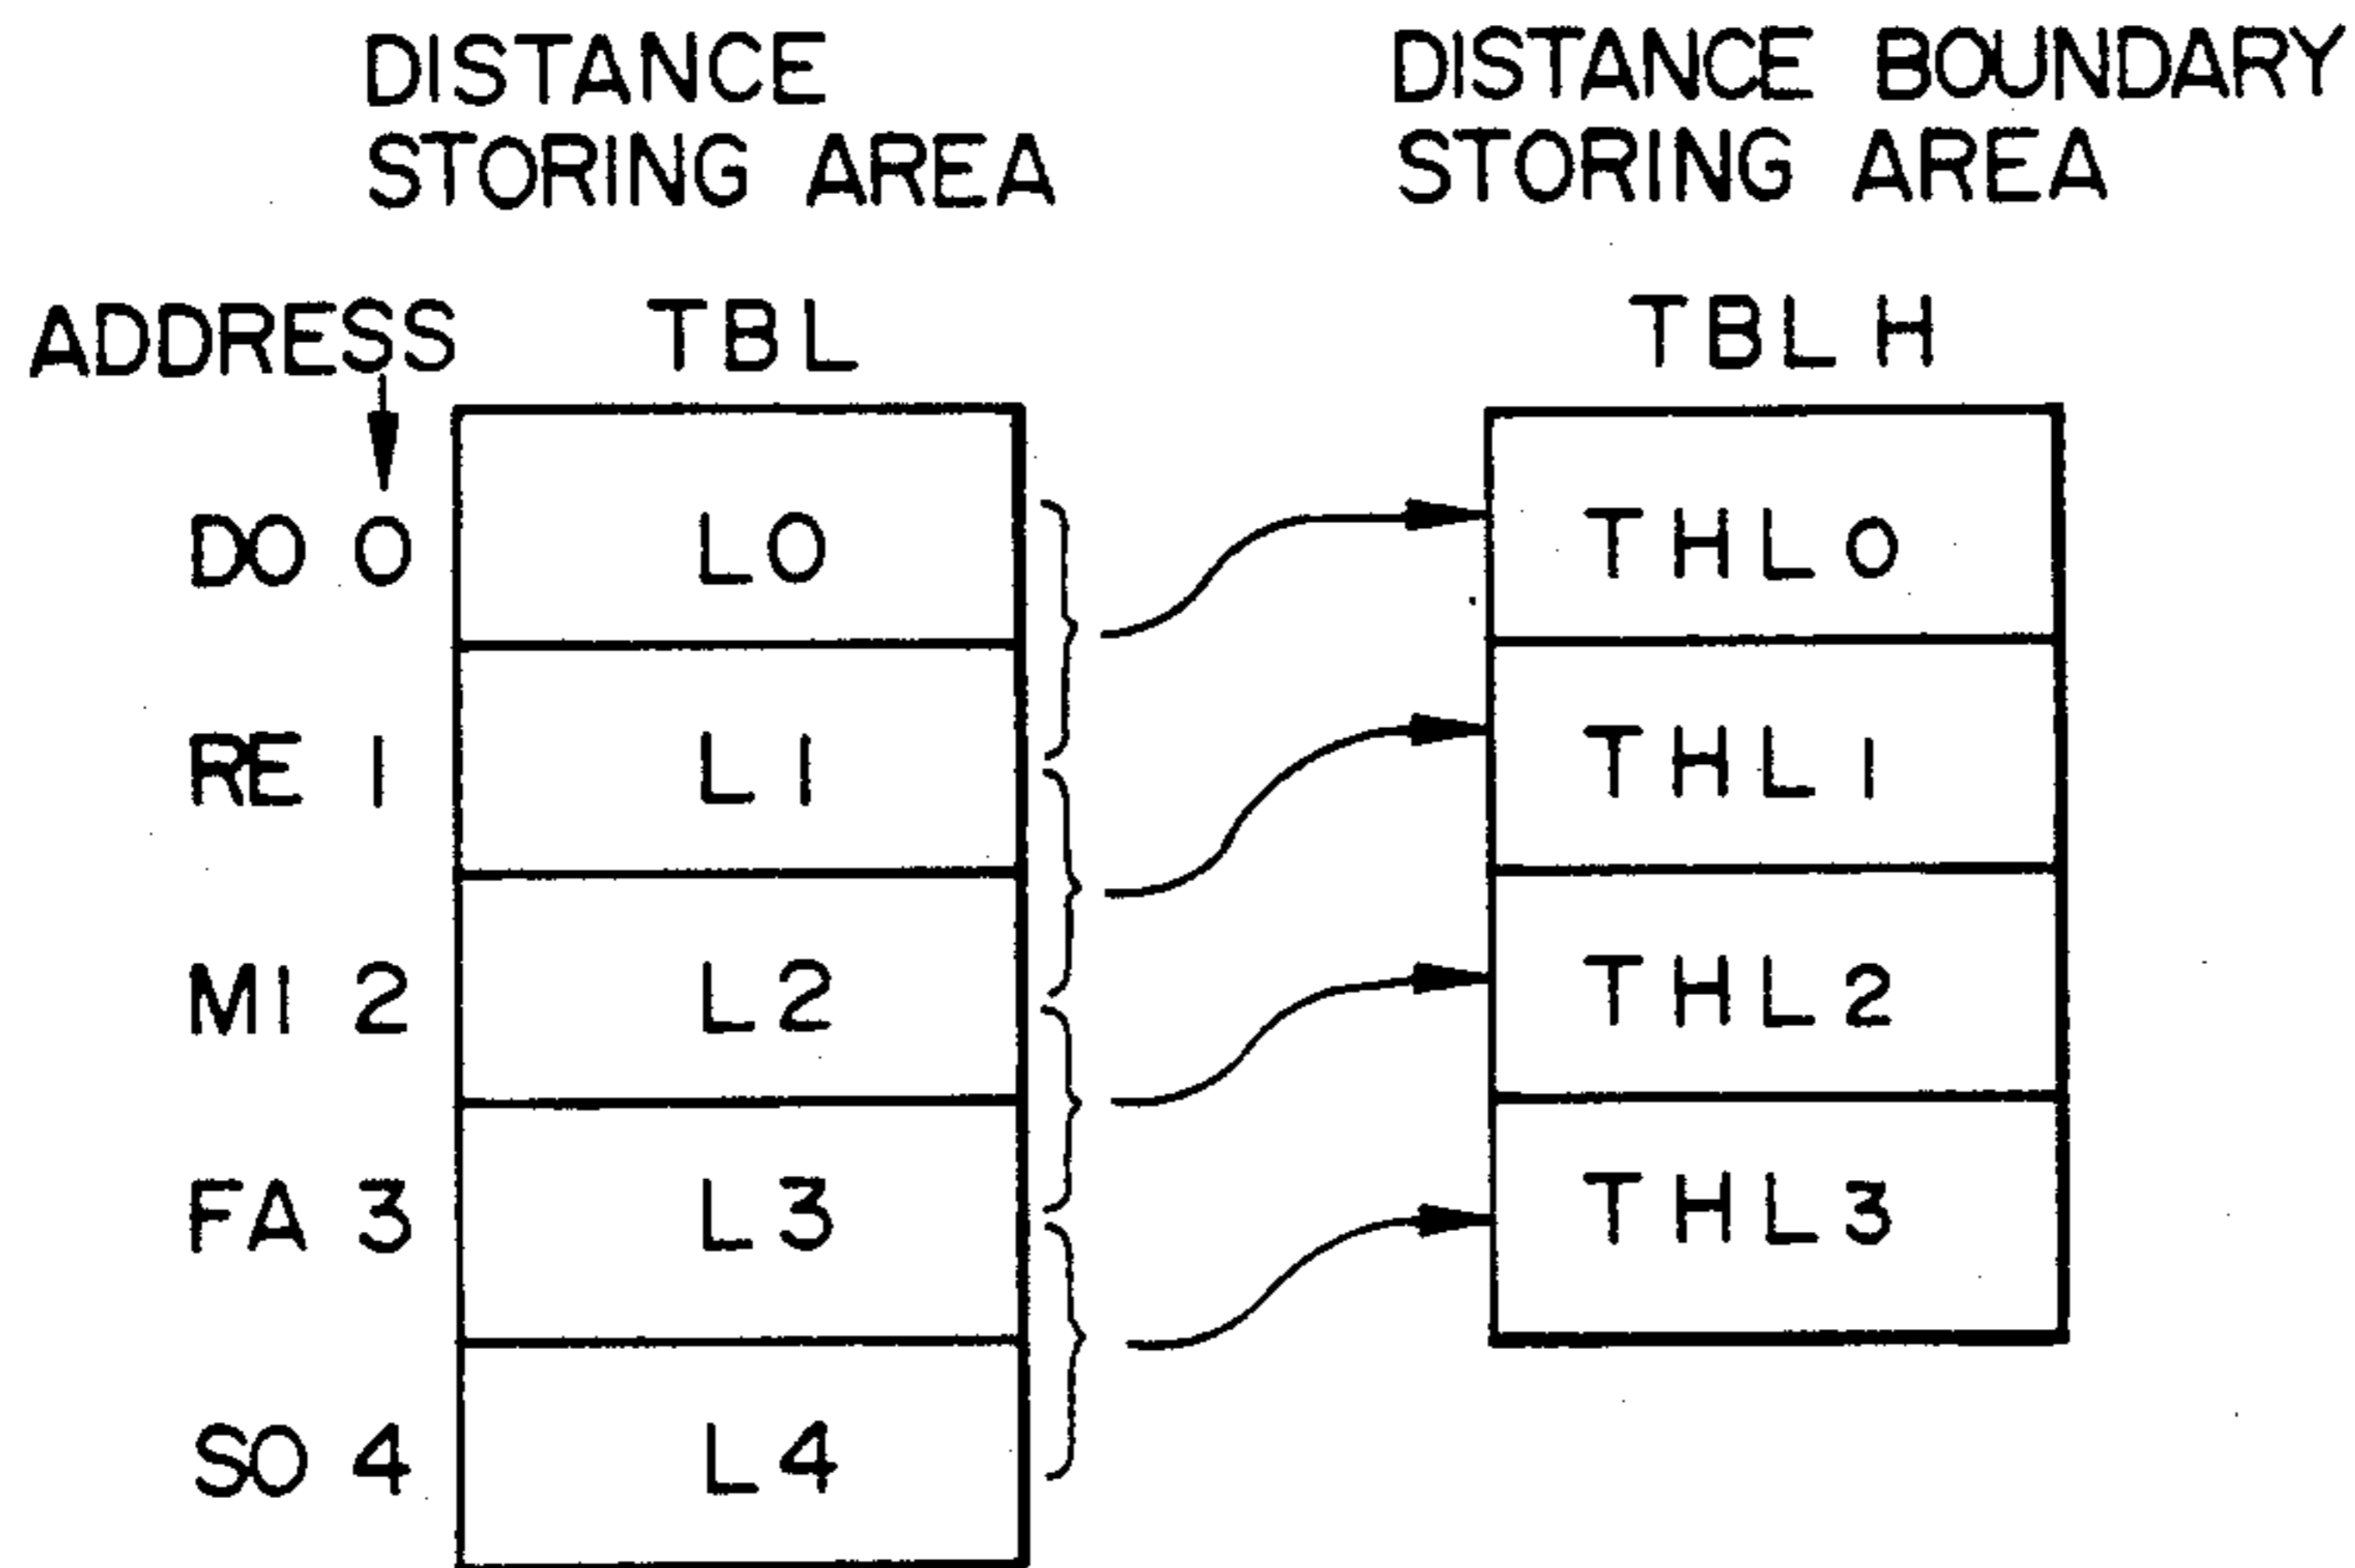 DISTANCE
STORING AREA
DISTANCE BOUNDARY
STORING AREA
ADDRESS TBL
TBLH
DO 0 L0 THL0
RE 1 L1 THL1
MI 2 L2 THL2
FA 3 L3 THL3
SO 4 L4